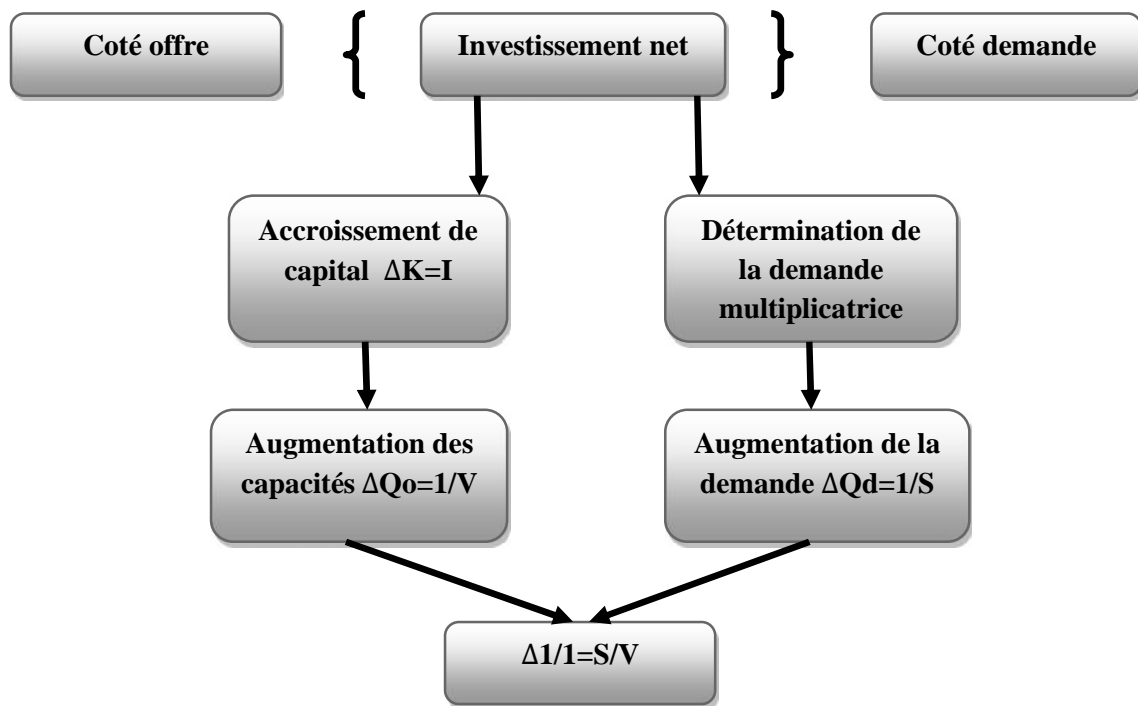 Coté offre
{
Investissement net
}
Coté demande
Accroissement de
capital ΔK=I
Détermination de
la demande
multiplicatrice
Augmentation des
capacités ΔQo=1/V
Augmentation de la
demande ΔQd=1/S
Δ1/1=S/V